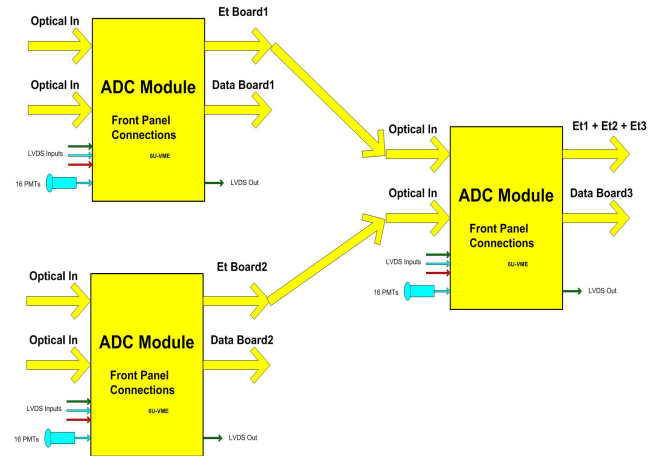 Et Board1
Optical In
Optical In
ADC Module
Data Board1
Front Panel
Connections
6U-VME
LVDS Inputs
16 PMTs
LVDS Out
Optical In
Et1 + Et2 + Et3
Optical In
ADC Module
Data Board3
Front Panel
Connections
6U-VME
LVDS Inputs
16 PMTs
LVDS Out
Et Board2
Optical In
Optical In
ADC Module
Data Board2
Front Panel
Connections
6U-VME
LVDS Inputs
16 PMTs
LVDS Out